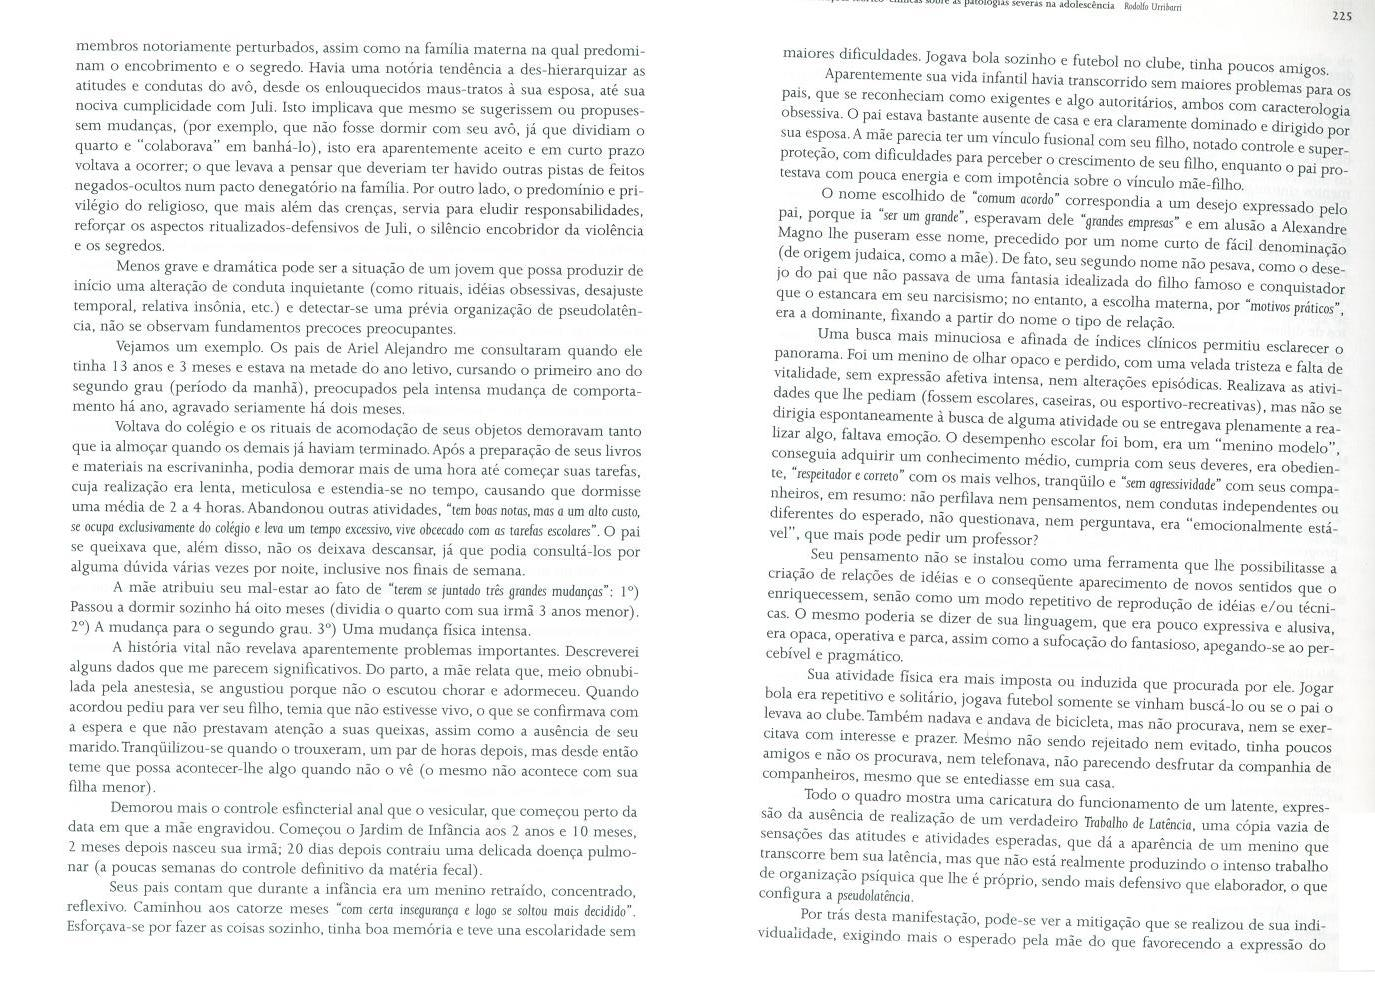 membros notoriamente perturbados, assim como na família materna na qual predomi-
nam o encobrimento e o segredo. Havia uma notória tendência a des-hierarquizar as
atitudes e condutas do avô, desde os enlouquecidos maus-tratos à sua esposa, até sua
nociva cumplicidade com Juli. Isto implicava que mesmo se sugerissem ou propuses-
sem mudanças, (por exemplo, que não fosse dormir com seu avô, já que dividiam o
quarto e “colaborava” em banhá-lo), isto era aparentemente aceito e em curto prazo
voltava a ocorrer; o que levava a pensar que deveriam ter havido outras pistas de feitos
negados-ocultos num pacto denegatório na família. Por outro lado, o predomínio e pri-
vilégio do religioso, que mais além das crenças, servia para eludir responsabilidades,
reforçar os aspectos ritualizados-defensivos de Juli, o silêncio encobridor da violência
e os segredos.
Menos grave e dramática pode ser a situação de um jovem que possa produzir de
início uma alteração de conduta inquietante (como rituais, idéias obsessivas, desajuste
temporal, relativa insônia, etc.) e detectar-se uma prévia organização de pseudolatên-
cia, não se observam fundamentos precoces preocupantes.
Vejamos um exemplo. Os pais de Ariel Alejandro me consultaram quando ele
tinha 13 anos e 3 meses e estava na metade do ano letivo, cursando o primeiro ano do
segundo grau (período da manhã), preocupados pela intensa mudança de comporta-
mento há ano, agravado seriamente há dois meses.
Voltava do colégio e os rituais de acomodação de seus objetos demoravam tanto
que ia almoçar quando os demais já haviam terminado. Após a preparação de seus livros
e materiais na escrivaninha, podia demorar mais de uma hora até começar suas tarefas,
cuja realização era lenta, meticulosa e estendia-se no tempo, causando que dormisse
uma média de 2 a 4 horas. Abandonou outras atividades, “tem boas notas, mas a um alto custo,
se ocupa exclusivamente do colégio e leva um tempo excessivo, vive obcecado com as tarefas escolares”. O pai
se queixava que, além disso, não os deixava descansar, já que podia consultá-los por
alguma dúvida várias vezes por noite, inclusive nos finais de semana.
A mãe atribuiu seu mal-estar ao fato de “terem se juntado três grandes mudanças”: 1º)
Passou a dormir sozinho há oito meses (dividia o quarto com sua irmã 3 anos menor).
2º) A mudança para o segundo grau. 3º) Uma mudança física intensa.
A história vital não revelava aparentemente problemas importantes. Descreverei
alguns dados que me parecem significativos. Do parto, a mãe relata que, meio obnubi-
lada pela anestesia, se angustiou porque não o escutou chorar e adormeceu. Quando
acordou pediu para ver seu filho, temia que não estivesse vivo, o que se confirmava com
a espera e que não prestavam atenção a suas queixas, assim como a ausência de seu
marido. Tranqüilizou-se quando o trouxeram, um par de horas depois, mas desde então
teme que possa acontecer-lhe algo quando não o vê (o mesmo não acontece com sua
filha menor).
Demorou mais o controle esfincterial anal que o vesicular, que começou perto da
data em que a mãe engravidou. Começou o Jardim de Infância aos 2 anos e 10 meses,
2 meses depois nasceu sua irmã; 20 dias depois contraiu uma delicada doença pulmo-
nar (a poucas semanas do controle definitivo da matéria fecal).
Seus pais contam que durante a infância era um menino retraído, concentrado,
reflexivo. Caminhou aos catorze meses “com certa insegurança e logo se soltou mais decidido”.
Esforçava-se por fazer as coisas sozinho, tinha boa memória e teve una escolaridade sem
teórico-clínicas sobre as patologias severas na adolescência Rodolfo Urribarri
225
maiores dificuldades. Jogava bola sozinho e futebol no clube, tinha poucos amigos.
Aparentemente sua vida infantil havia transcorrido sem maiores problemas para os
pais, que se reconheciam como exigentes e algo autoritários, ambos com caracterologia
obsessiva. O pai estava bastante ausente de casa e era claramente dominado e dirigido por
sua esposa. A mãe parecia ter um vínculo fusional com seu filho, notado controle e super-
proteção, com dificuldades para perceber o crescimento de seu filho, enquanto o pai pro-
testava com pouca energia e com impotência sobre o vínculo mãe-filho.
O nome escolhido de “comum acordo” correspondia a um desejo expressado pelo
pai, porque ia “ser um grande”, esperavam dele “grandes empresas” e em alusão a Alexandre
Magno lhe puseram esse nome, precedido por um nome curto de fácil denominação
(de origem judaica, como a mãe). De fato, seu segundo nome não pesava, como o dese-
jo do pai que não passava de uma fantasia idealizada do filho famoso e conquistador
que o estancara em seu narcisismo; no entanto, a escolha materna, por “motivos práticos”,
era a dominante, fixando a partir do nome o tipo de relação.
Uma busca mais minuciosa e afinada de índices clínicos permitiu esclarecer o
panorama. Foi um menino de olhar opaco e perdido, com uma velada tristeza e falta de
vitalidade, sem expressão afetiva intensa, nem alterações episódicas. Realizava as ativi-
dades que lhe pediam (fossem escolares, caseiras, ou esportivo-recreativas), mas não se
dirigia espontaneamente à busca de alguma atividade ou se entregava plenamente a rea-
lizar algo, faltava emoção. O desempenho escolar foi bom, era um “menino modelo”,
conseguia adquirir um conhecimento médio, cumpria com seus deveres, era obedien-
te, “respeitador e correto” com os mais velhos, tranqüilo e “sem agressividade” com seus compa-
nheiros, em resumo: não perfilava nem pensamentos, nem condutas independentes ou
diferentes do esperado, não questionava, nem perguntava, era “emocionalmente está-
vel”, que mais pode pedir um professor?
Seu pensamento não se instalou como uma ferramenta que lhe possibilitasse a
criação de relações de idéias e o conseqüente aparecimento de novos sentidos que o
enriquecessem, senão como um modo repetitivo de reprodução de idéias e/ou técni-
cas. O mesmo poderia se dizer de sua linguagem, que era pouco expressiva e alusiva,
era opaca, operativa e parca, assim como a sufocação do fantasioso, apegando-se ao per-
cebível e pragmático.
Sua atividade física era mais imposta ou induzida que procurada por ele. Jogar
bola era repetitivo e solitário, jogava futebol somente se vinham buscá-lo ou se o pai o
levava ao clube. Também nadava e andava de bicicleta, mas não procurava, nem se exer-
citava com interesse e prazer. Mesmo não sendo rejeitado nem evitado, tinha poucos
amigos e não os procurava, nem telefonava, não parecendo desfrutar da companhia de
companheiros, mesmo que se entediasse em sua casa.
Todo o quadro mostra uma caricatura do funcionamento de um latente, expres-
são da ausência de realização de um verdadeiro Trabalho de Latência, uma cópia vazia de
sensações das atitudes e atividades esperadas, que dá a aparência de um menino que
transcorre bem sua latência, mas que não está realmente produzindo o intenso trabalho
de organização psíquica que lhe é próprio, sendo mais defensivo que elaborador, o que
configura a pseudolatência.
Por trás desta manifestação, pode-se ver a mitigação que se realizou de sua indi-
vidualidade, exigindo mais o esperado pela mãe do que favorecendo a expressão do